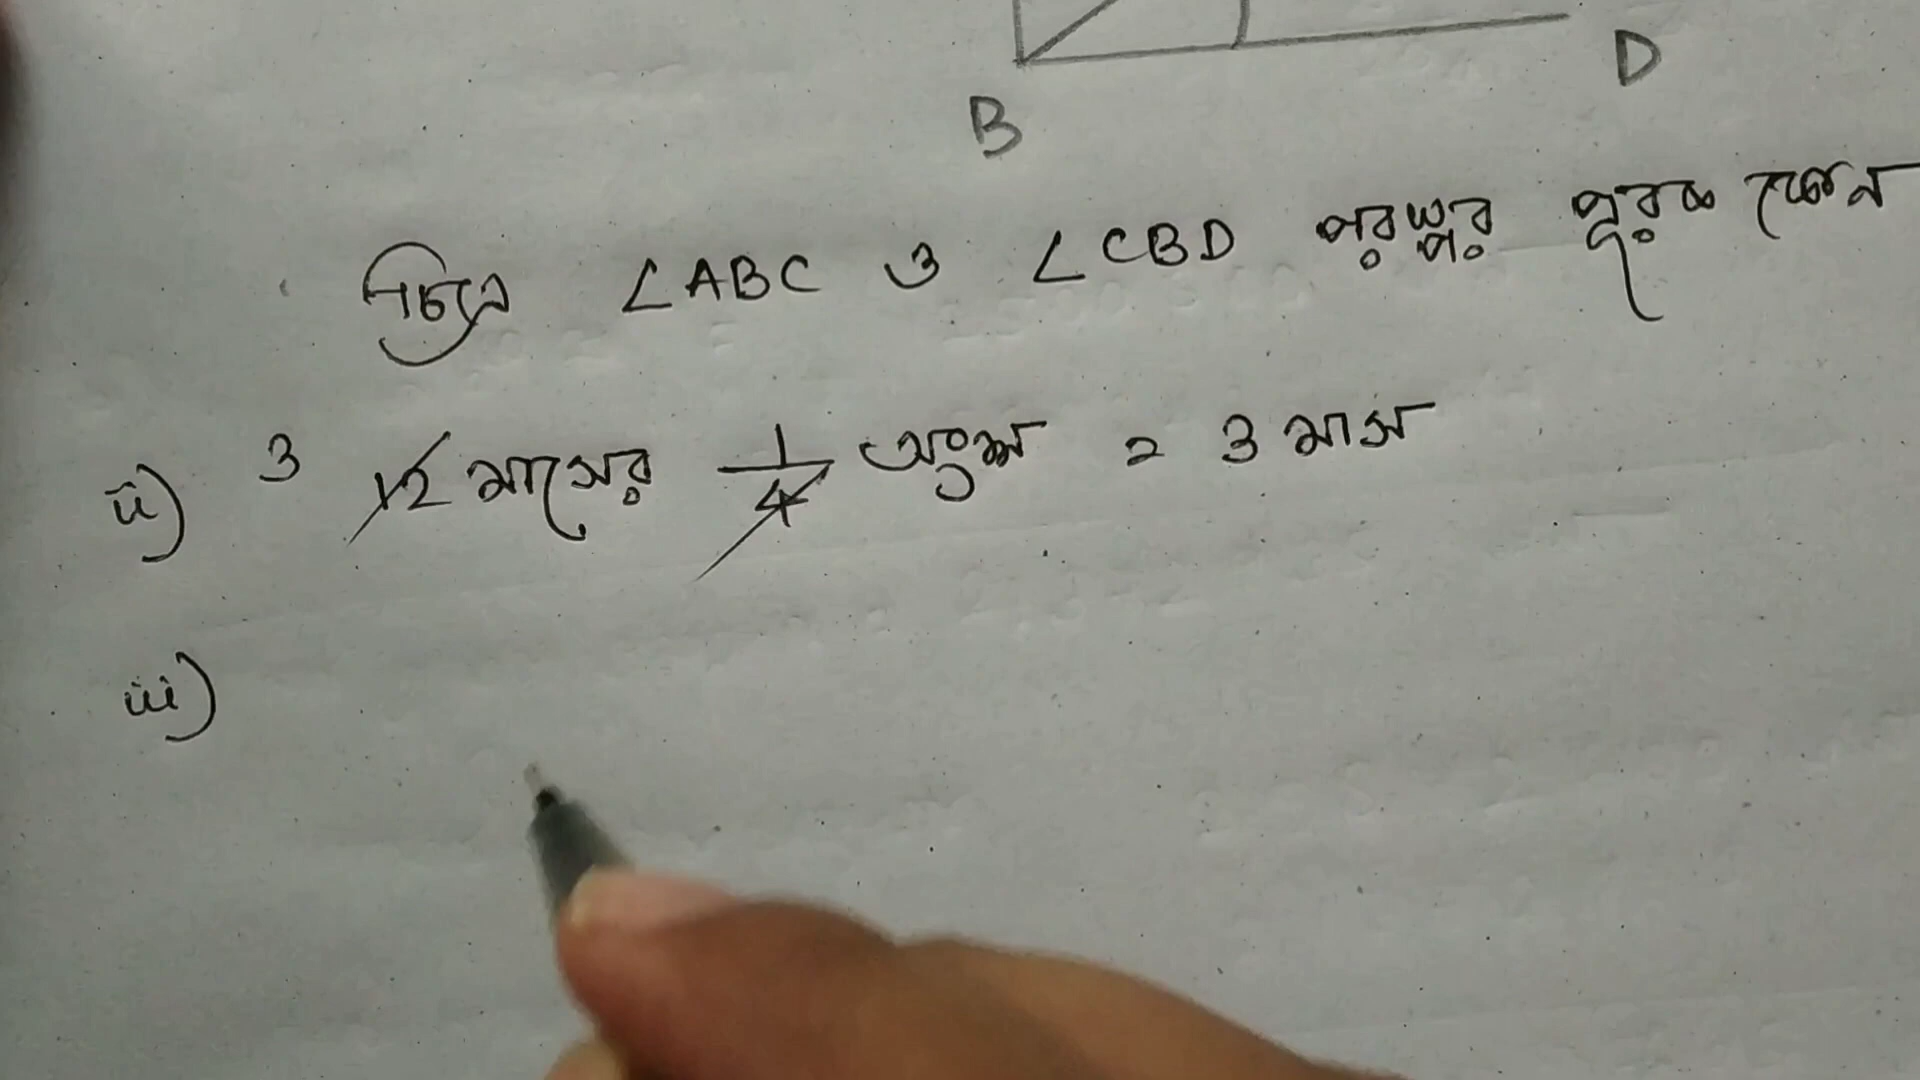 D
B
চিত্রে ∠ABC ও ∠CBD পরস্পর পূরক কোন
ii) 3 12 মাসের 1/4 অংশ = 3 মাস
iii)